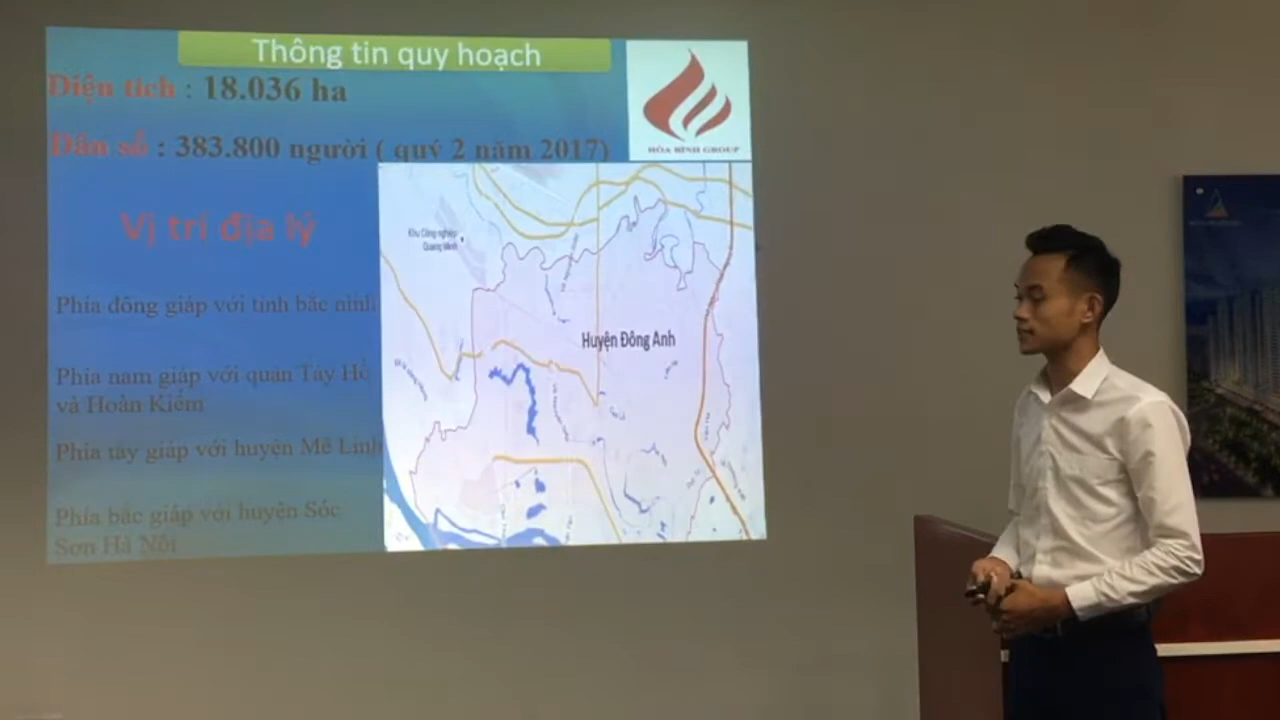 Thông tin quy hoạch
Diện tích : 18.036 ha
Dân số : 383.800 người ( quý 2 năm 2017)
HÒA BÌNH GROUP
Vị trí địa lý
Khu Công nghiệp
Quang Minh
Phía đông giáp với tỉnh bắc ninh
Huyện Đông Anh
Phía nam giáp với quận Tây Hồ
và Hoàn Kiếm
Phía tây giáp với huyện Mê Linh
Phía bắc giáp với huyện Sóc
Sơn Hà Nội